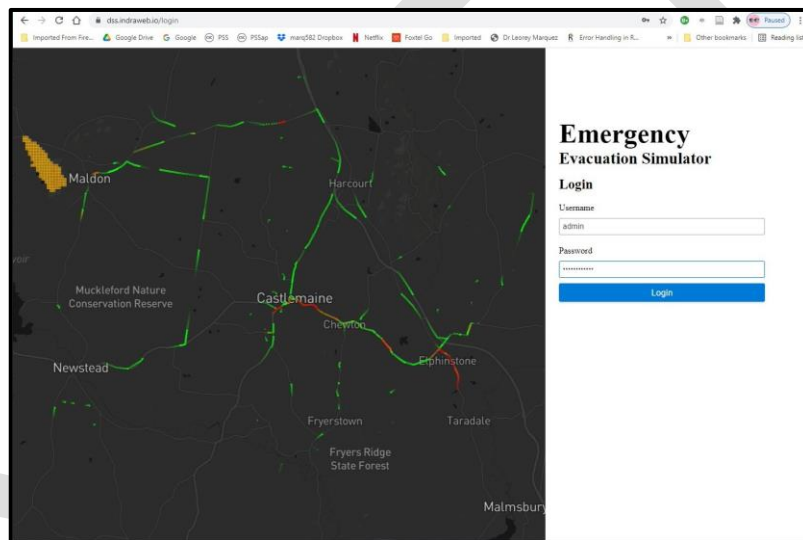 dss.indraweb.io/login
Paused
Imported From Fire...
Google Drive
Google
PSS
PSSap
marq582 Dropbox
Netflix
Foxtel Go
Imported
Dr Leorey Marquez
Error Handling in R...
»
Other bookmarks
Reading list
Maldon
Harcourt
Muckleford Nature
Conservation Reserve
Castlemaine
Chewton
Elphinstone
Newstead
Fryerstown
Taradale
Fryers Ridge
State Forest
Malmsbury
Emergency
Evacuation Simulator
Login
Username
admin
Password
••••••••••••
Login